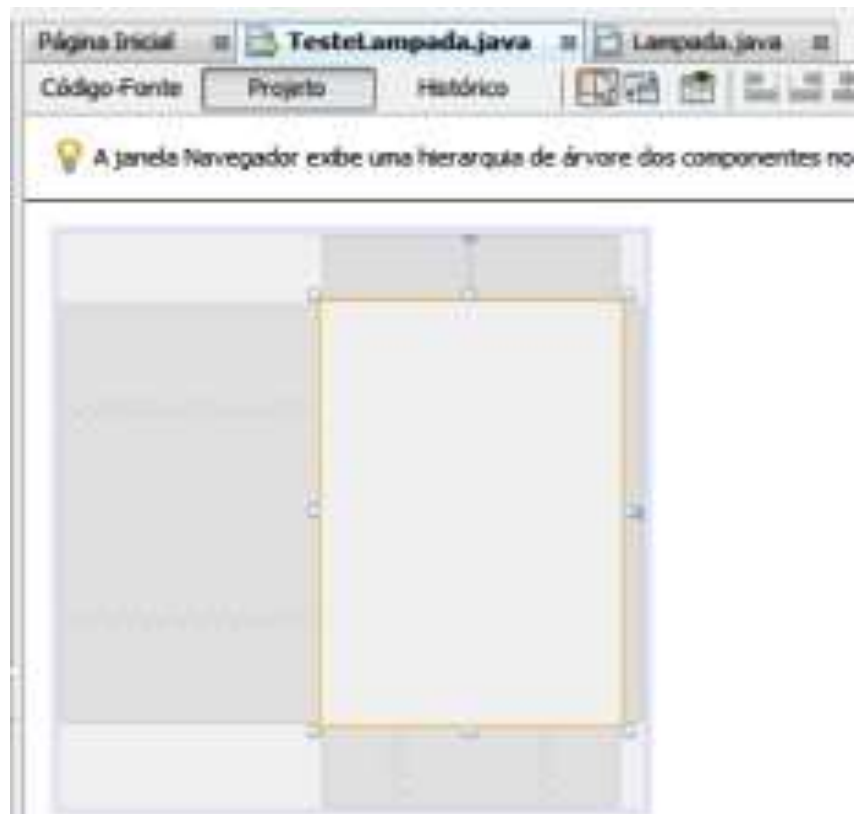 Página Inicial TesteLampada.java Lampada.java
Código-Fonte Projeto Histórico
A janela Navegador exibe uma hierarquia de árvore dos componentes no